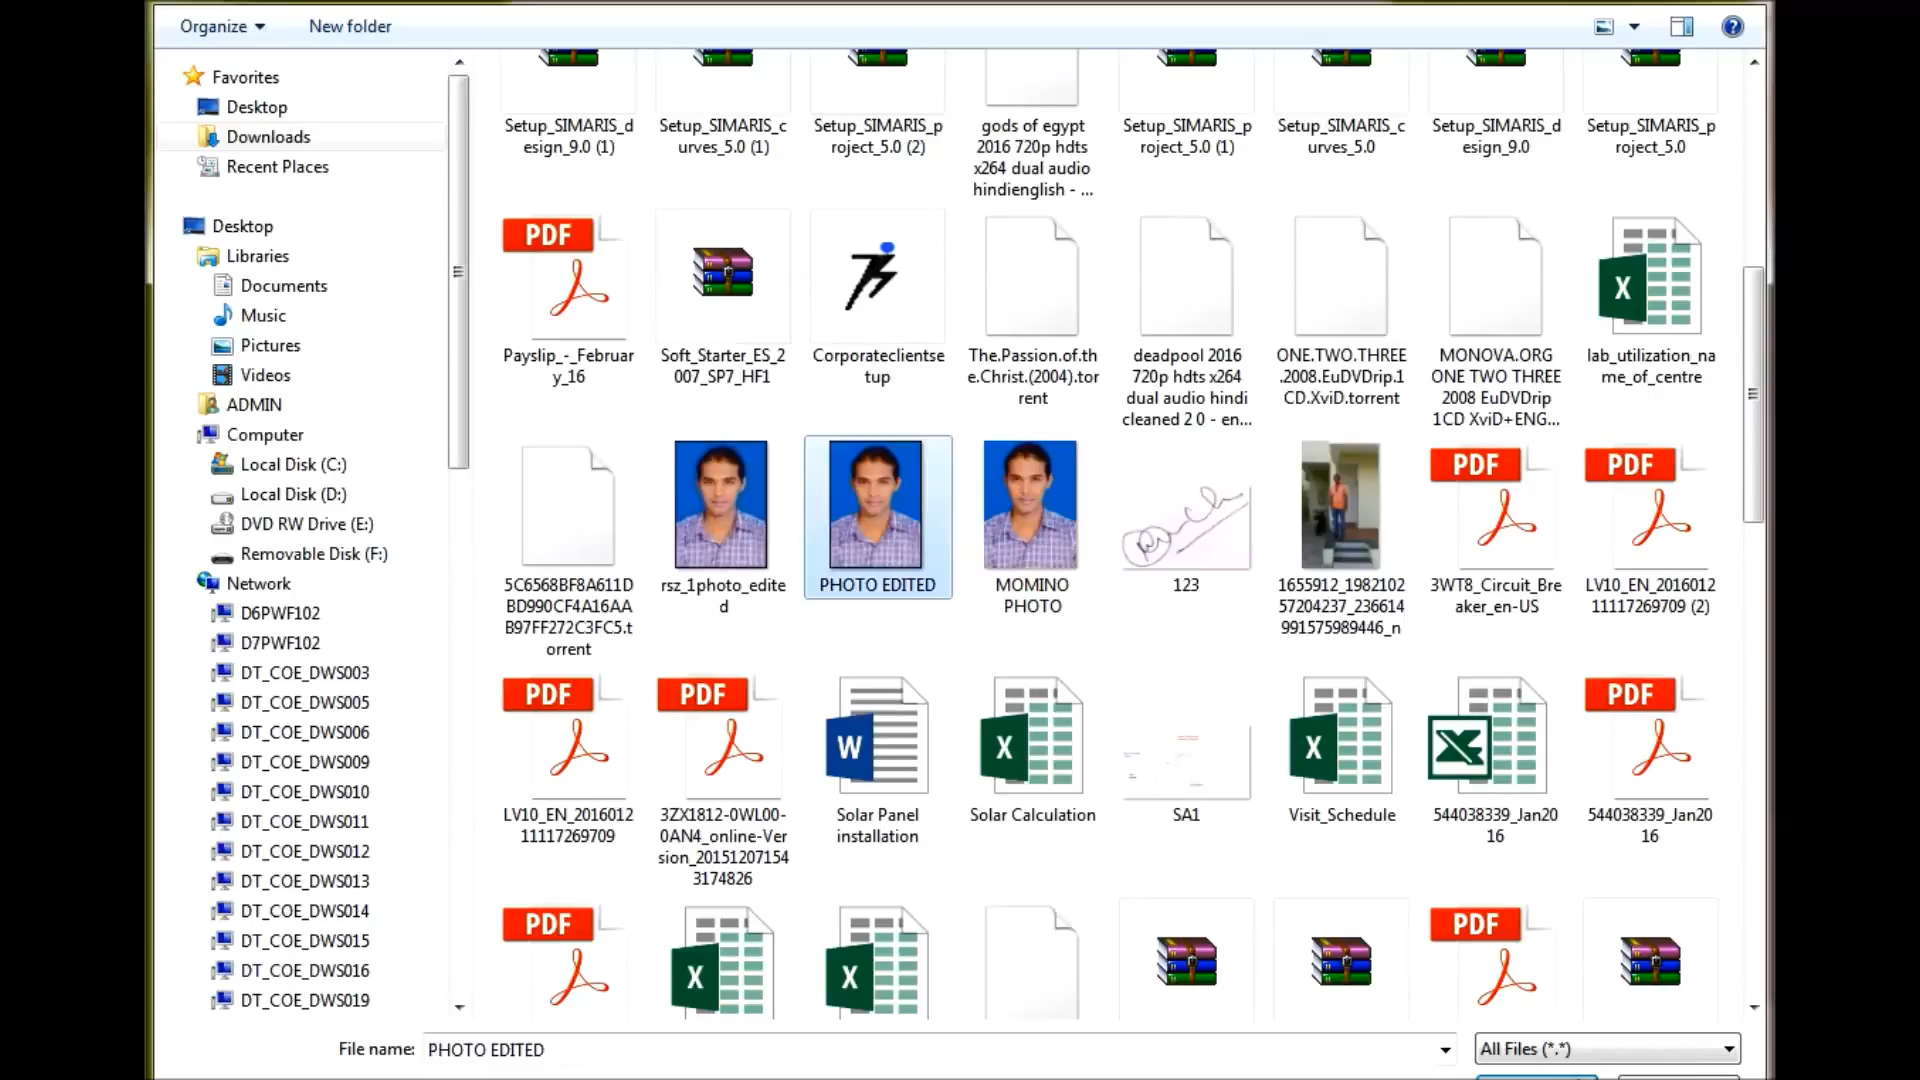 Organize
New folder
Favorites
Desktop
Downloads
Recent Places
Desktop
Libraries
Documents
Music
Pictures
Videos
ADMIN
Computer
Local Disk (C:)
Local Disk (D:)
DVD RW Drive (E:)
Removable Disk (F:)
Network
D6PWF102
D7PWF102
DT_COE_DWS003
DT_COE_DWS005
DT_COE_DWS006
DT_COE_DWS009
DT_COE_DWS010
DT_COE_DWS011
DT_COE_DWS012
DT_COE_DWS013
DT_COE_DWS014
DT_COE_DWS015
DT_COE_DWS016
DT_COE_DWS019
Setup_SIMARIS_d
esign_9.0 (1)
Setup_SIMARIS_c
urves_5.0 (1)
Setup_SIMARIS_p
roject_5.0 (2)
gods of egypt
2016 720p hdts
x264 dual audio
hindienglish - ...
Setup_SIMARIS_p
roject_5.0 (1)
Setup_SIMARIS_c
urves_5.0
Setup_SIMARIS_d
esign_9.0
Setup_SIMARIS_p
roject_5.0
PDF
Payslip_-_Februar
y_16
Soft_Starter_ES_2
007_SP7_HF1
Corporateclientse
tup
The.Passion.of.th
e.Christ.(2004).tor
rent
deadpool 2016
720p hdts x264
dual audio hindi
cleaned 2 0 - en...
ONE.TWO.THREE
.2008.EuDVDrip.1
CD.XviD.torrent
MONOVA.ORG
ONE TWO THREE
2008 EuDVDrip
1CD XviD+ENG...
X
lab_utilization_na
me_of_centre
5C6568BF8A611D
BD990CF4A16AA
B97FF272C3FC5.t
orrent
rsz_1photo_edite
d
PHOTO EDITED
MOMINO
PHOTO
123
1655912_1982102
57204237_236614
991575989446_n
PDF
3WT8_Circuit_Bre
aker_en-US
PDF
LV10_EN_2016012
11117269709 (2)
PDF
LV10_EN_2016012
11117269709
PDF
3ZX1812-0WL00-
0AN4_online-Ver
sion_20151207154
3174826
W
Solar Panel
installation
X
Solar Calculation
SA1
X
Visit_Schedule
X
544038339_Jan20
16
PDF
544038339_Jan20
16
PDF
X
X
PDF
File name:
PHOTO EDITED
All Files (*.*)